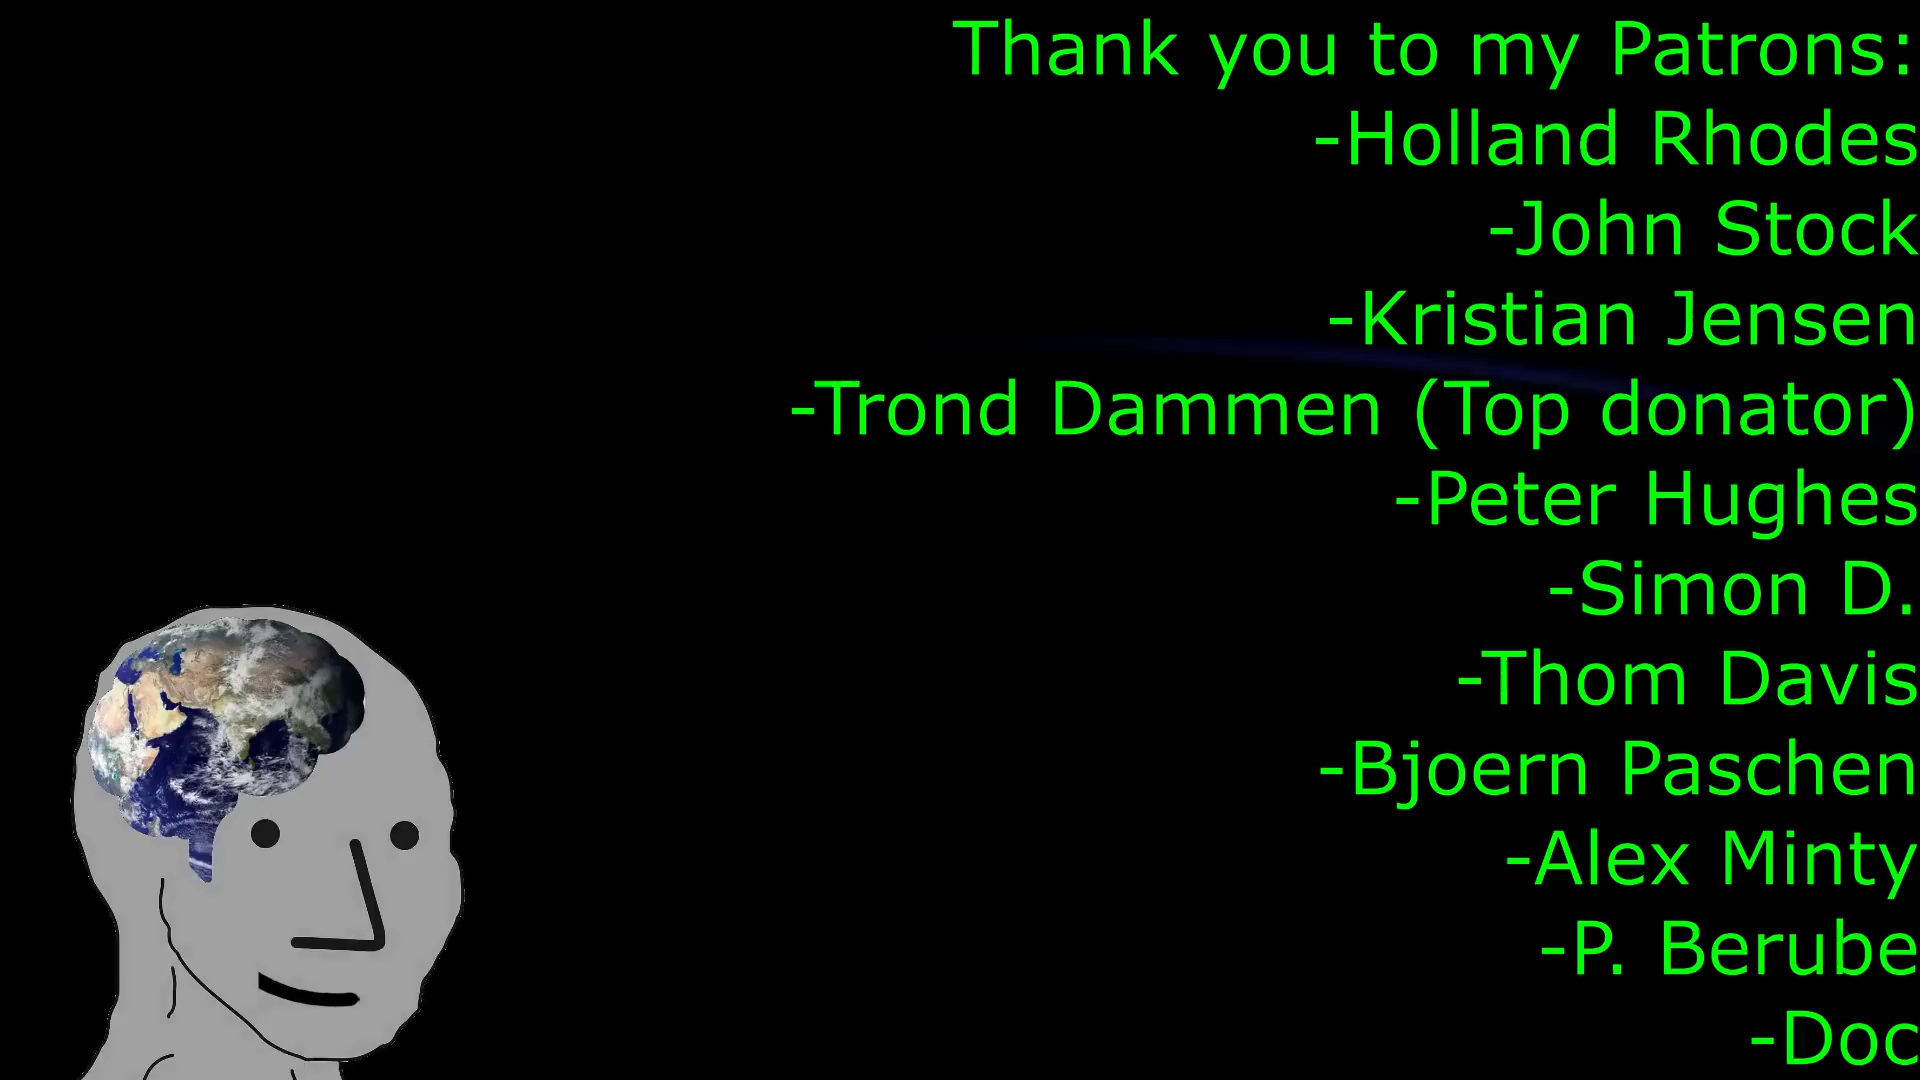 Thank you to my Patrons:
-Holland Rhodes
-John Stock
-Kristian Jensen
-Trond Dammen (Top donator)
-Peter Hughes
-Simon D.
-Thom Davis
-Bjoern Paschen
-Alex Minty
-P. Berube
-Doc